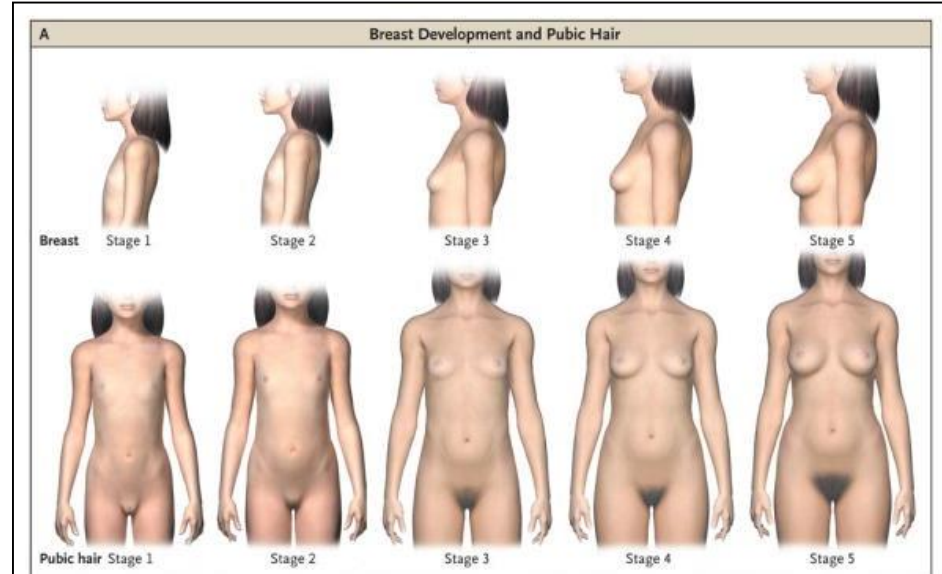 A Breast Development and Pubic Hair
Breast Stage 1 Stage 2 Stage 3 Stage 4 Stage 5
Pubic hair Stage 1 Stage 2 Stage 3 Stage 4 Stage 5